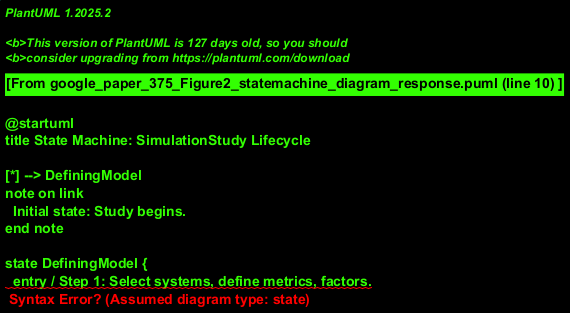 PlantUML 1.2025.2
<b>This version of PlantUML is 127 days old, so you should
<b>consider upgrading from https://plantuml.com/download
[From google_paper_375_Figure2_statemachine_diagram_response.puml (line 10) ]
@startuml
title State Machine: SimulationStudy Lifecycle
[*] --> DefiningModel
note on link
Initial state: Study begins.
end note
state DefiningModel {
entry / Step 1: Select systems, define metrics, factors.
Syntax Error? (Assumed diagram type: state)